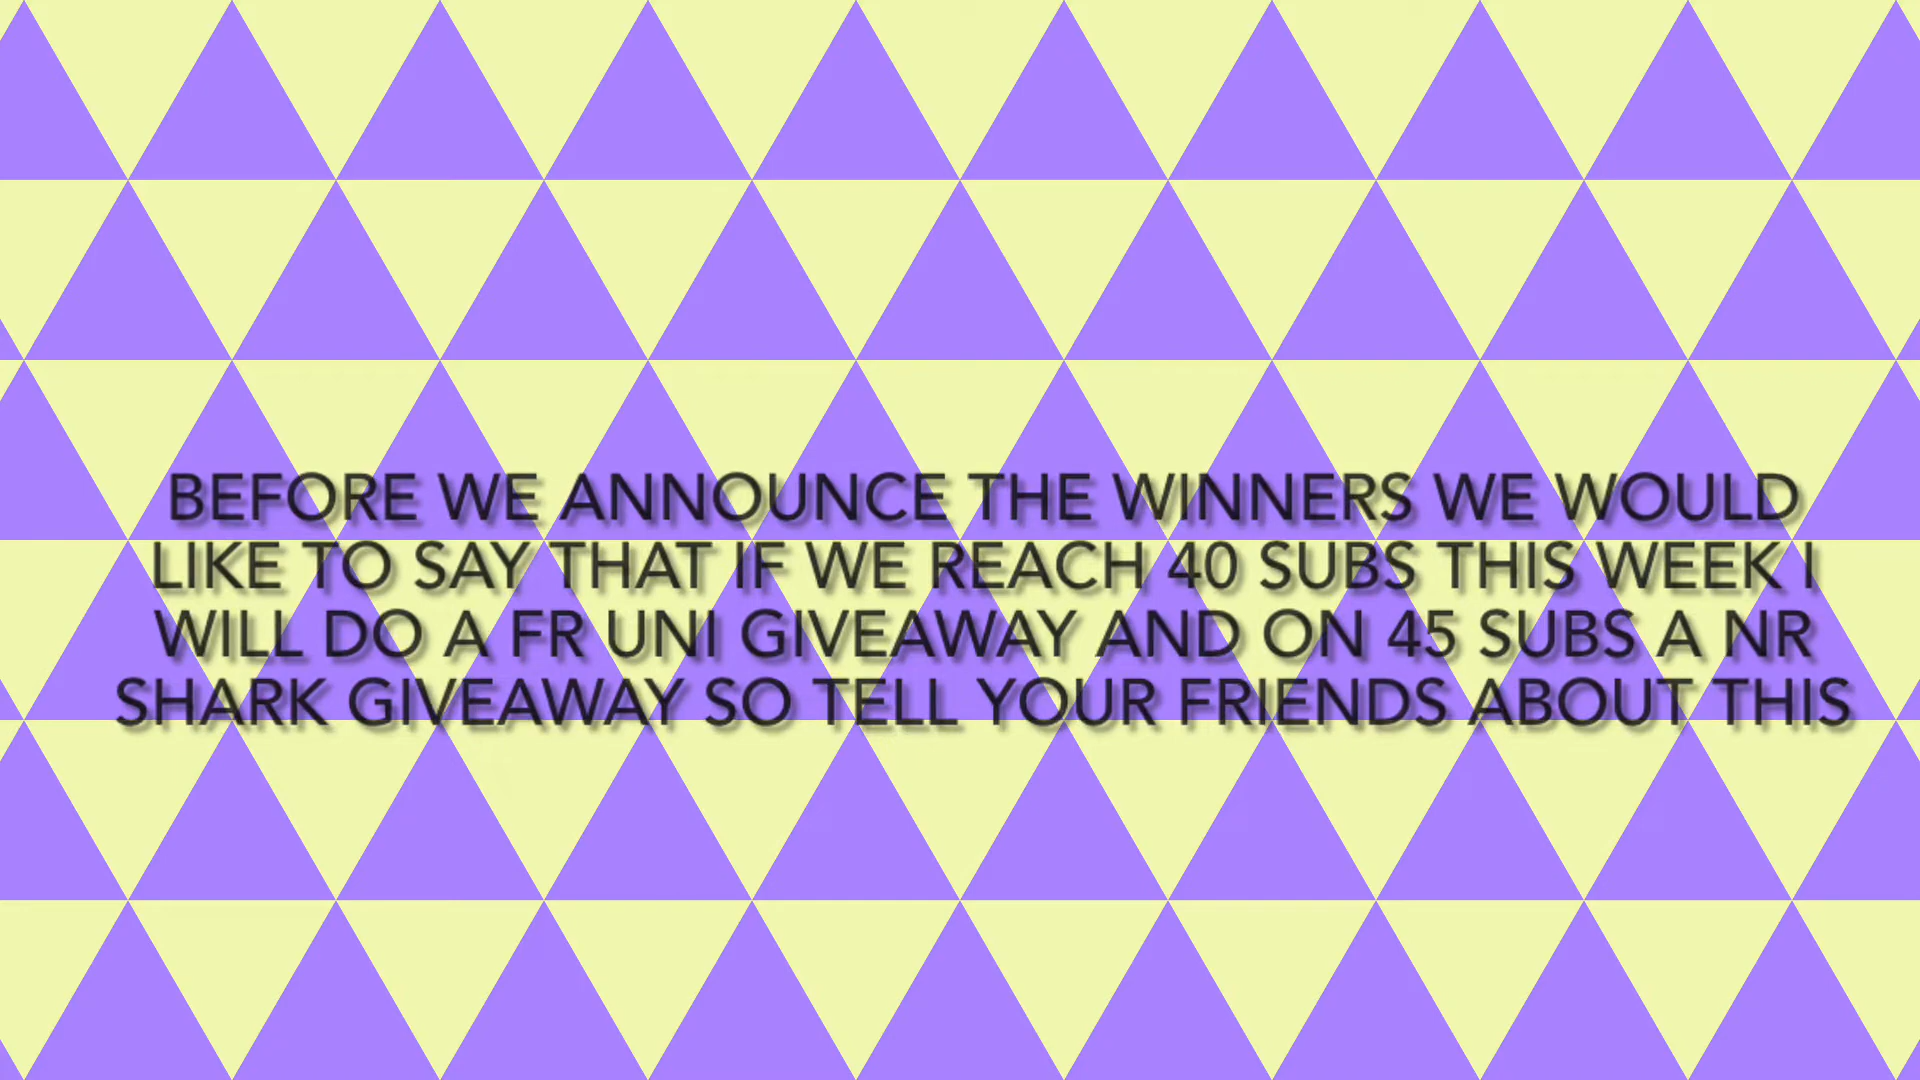 BEFORE WE ANNOUNCE THE WINNERS WE WOULD
LIKE TO SAY THAT IF WE REACH 40 SUBS THIS WEEK I
WILL DO A FR UNI GIVEAWAY AND ON 45 SUBS A NR
SHARK GIVEAWAY SO TELL YOUR FRIENDS ABOUT THIS